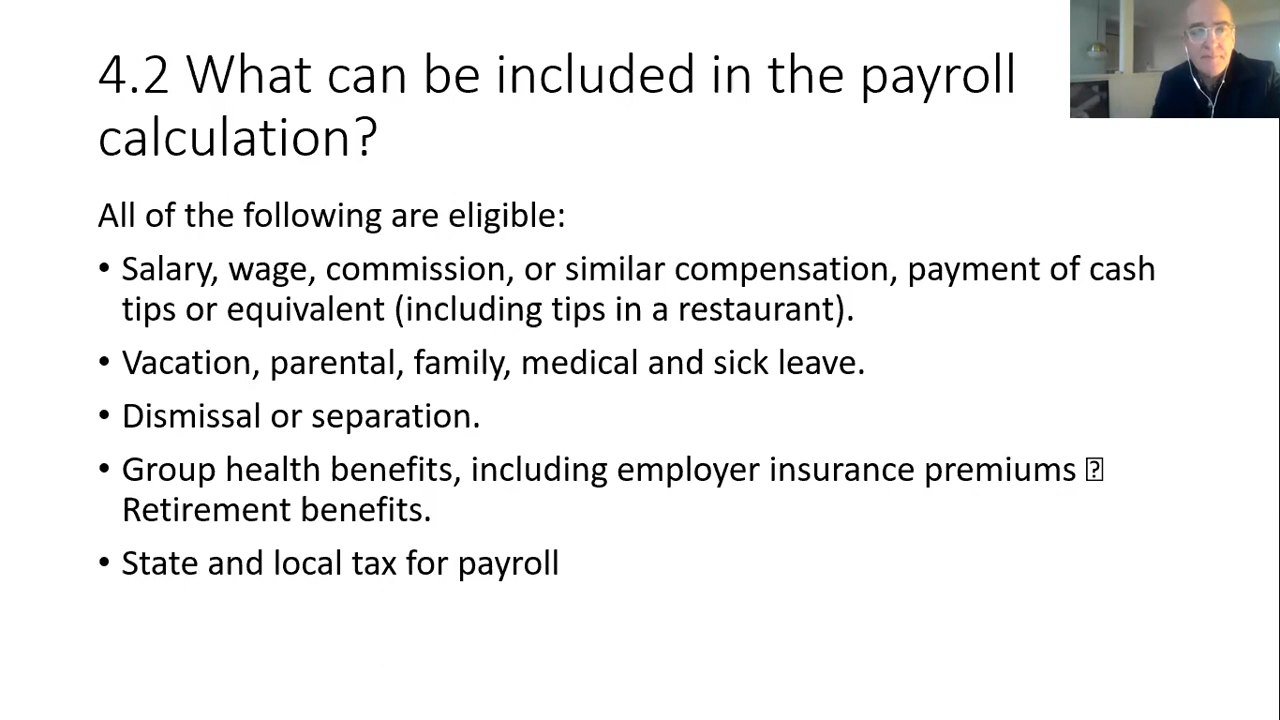 4.2 What can be included in the payroll
calculation?
All of the following are eligible:
• Salary, wage, commission, or similar compensation, payment of cash
tips or equivalent (including tips in a restaurant).
• Vacation, parental, family, medical and sick leave.
• Dismissal or separation.
• Group health benefits, including employer insurance premiums ⍰
Retirement benefits.
• State and local tax for payroll